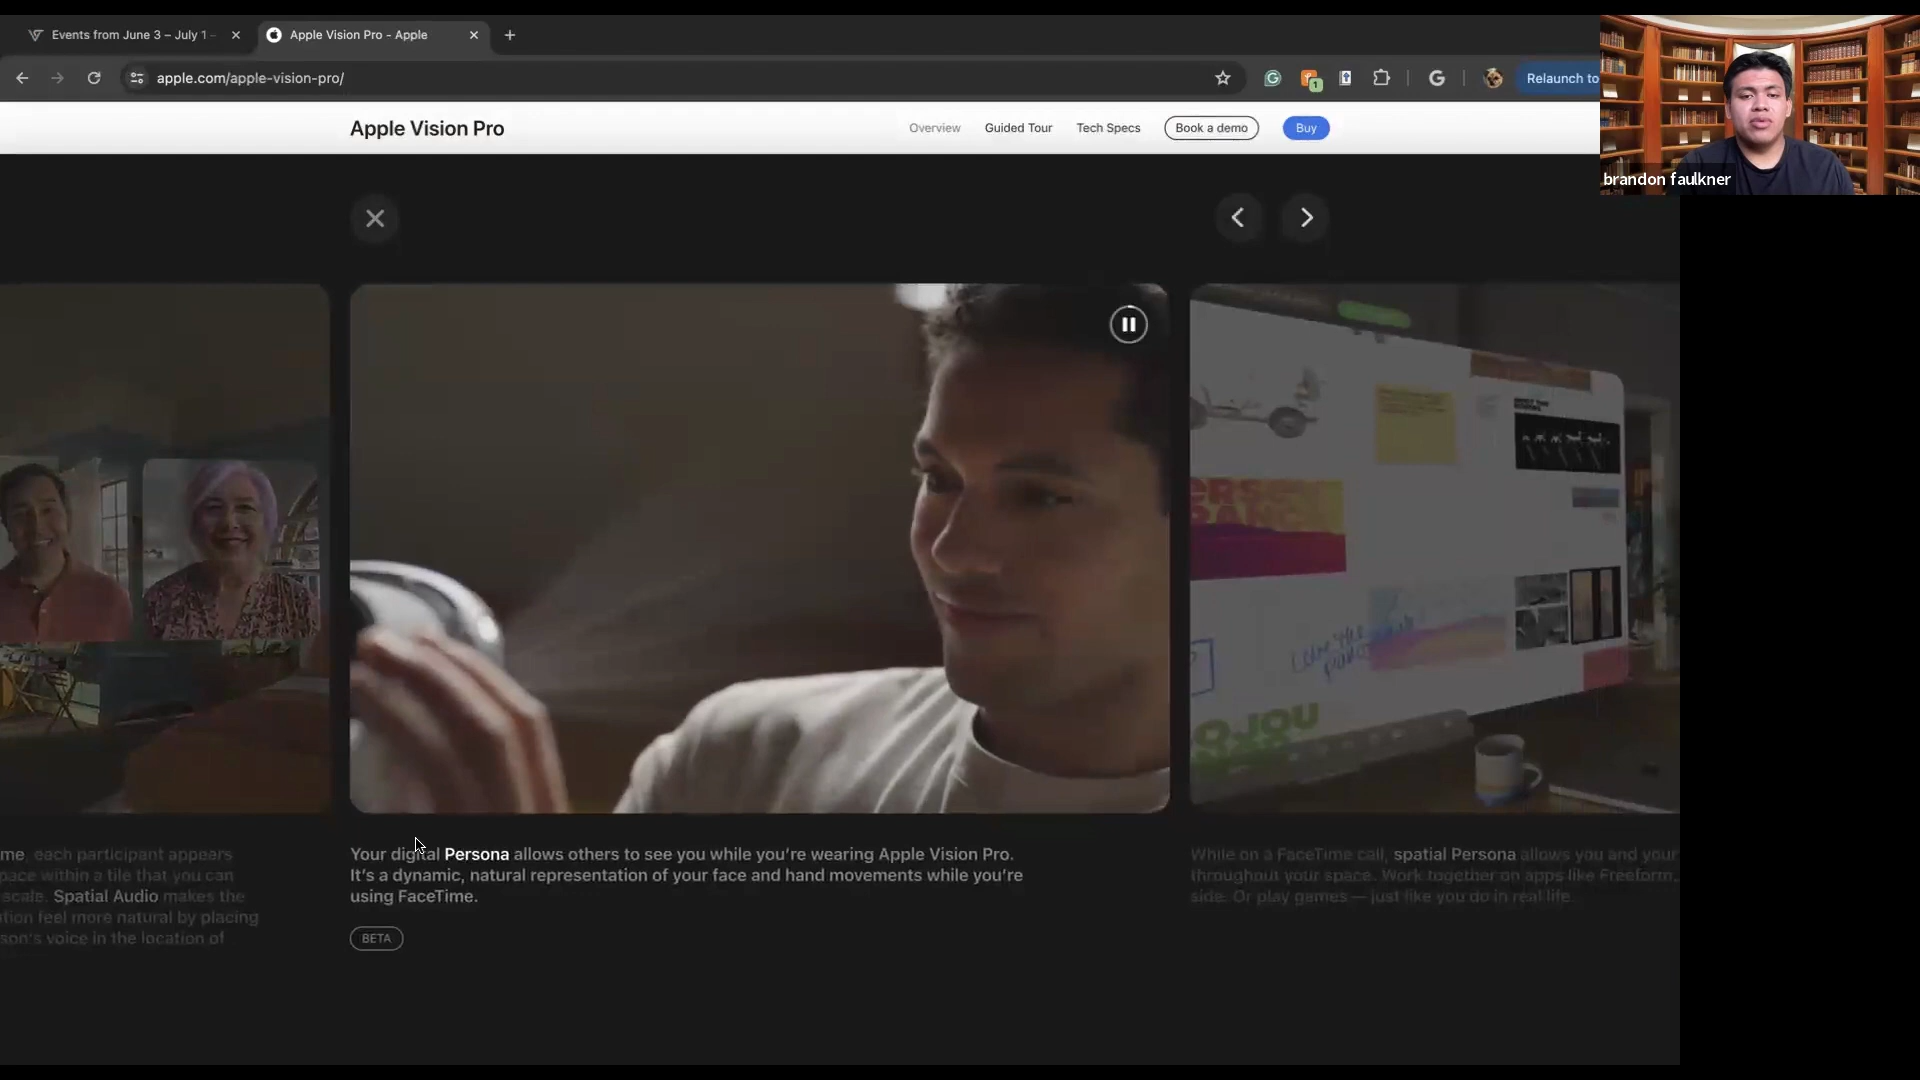 Events from June 3 – July 1 –
Apple Vision Pro - Apple
apple.com/apple-vision-pro/
1
Relaunch to
Apple Vision Pro
Overview
Guided Tour
Tech Specs
Book a demo
Buy
brandon faulkner
me, each participant appears
pace within a tile that you can
scale. Spatial Audio makes the
tion feel more natural by placing
son's voice in the location of
Your digital Persona allows others to see you while you're wearing Apple Vision Pro.
It's a dynamic, natural representation of your face and hand movements while you're
using FaceTime.
BETA
While on a FaceTime call, spatial Persona allows you and your
throughout your space. Work together on apps like Freeform,
side. Or play games — just like you do in real life.